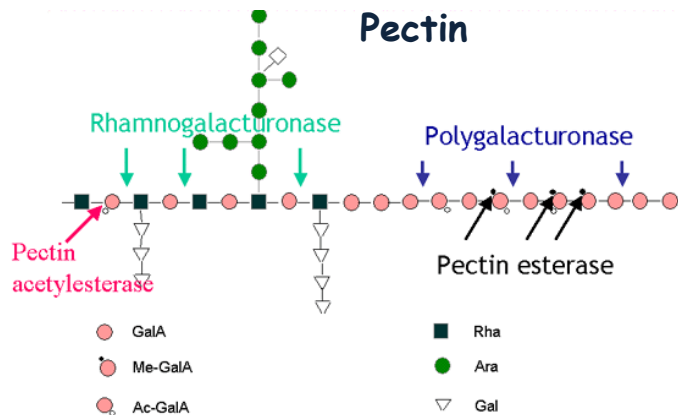 Pectin
Rhamnogalacturonase
Polygalacturonase
Pectin
acetylesterase
Pectin esterase
GalA
Rha
Me-GalA
Ara
Ac-GalA
Gal